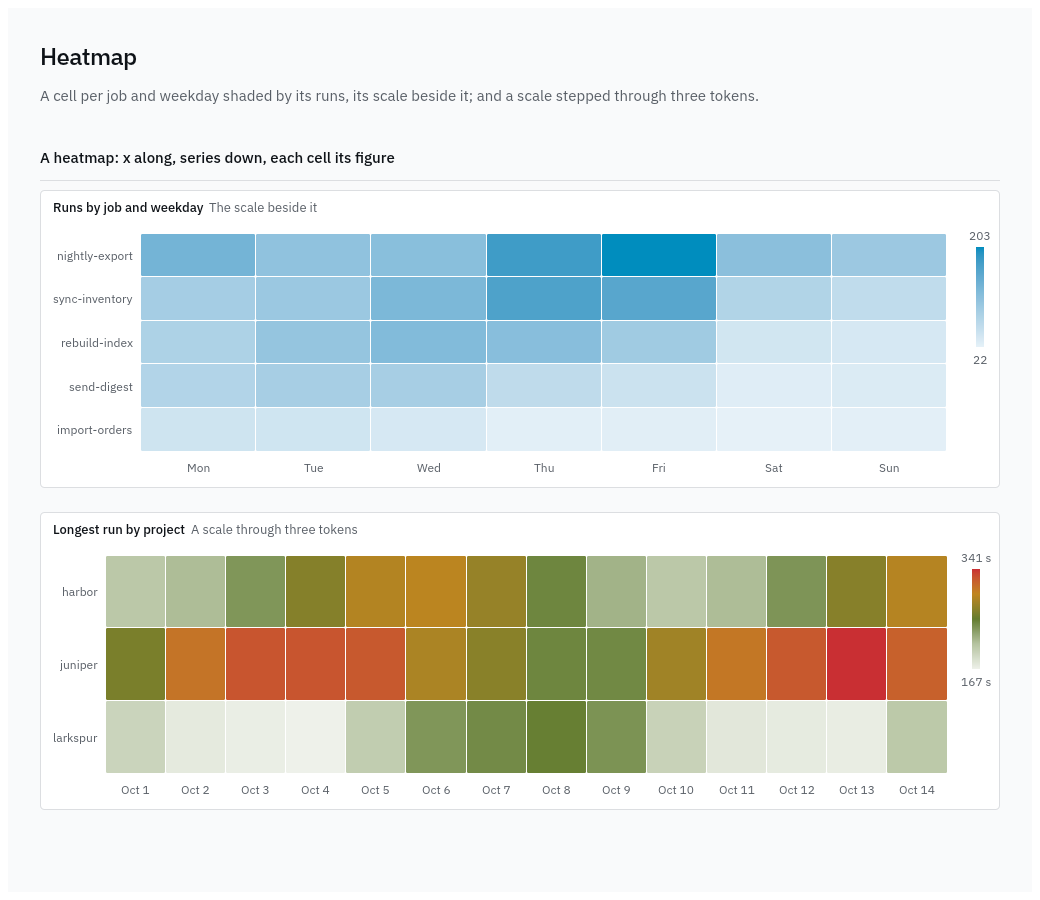 Heatmap
A cell per job and weekday shaded by its runs, its scale beside it; and a scale stepped through three tokens.
A heatmap: x along, series down, each cell its figure
Runs by job and weekday The scale beside it
203
nightly-export
sync-inventory
rebuild-index
22
send-digest
import-orders
Mon Tue Wed Thu Fri Sat Sun
Longest run by project A scale through three tokens
341 s
harbor
juniper
167 s
larkspur
Oct 1 Oct 2 Oct 3 Oct 4 Oct 5 Oct 6 Oct 7 Oct 8 Oct 9 Oct 10 Oct 11 Oct 12 Oct 13 Oct 14